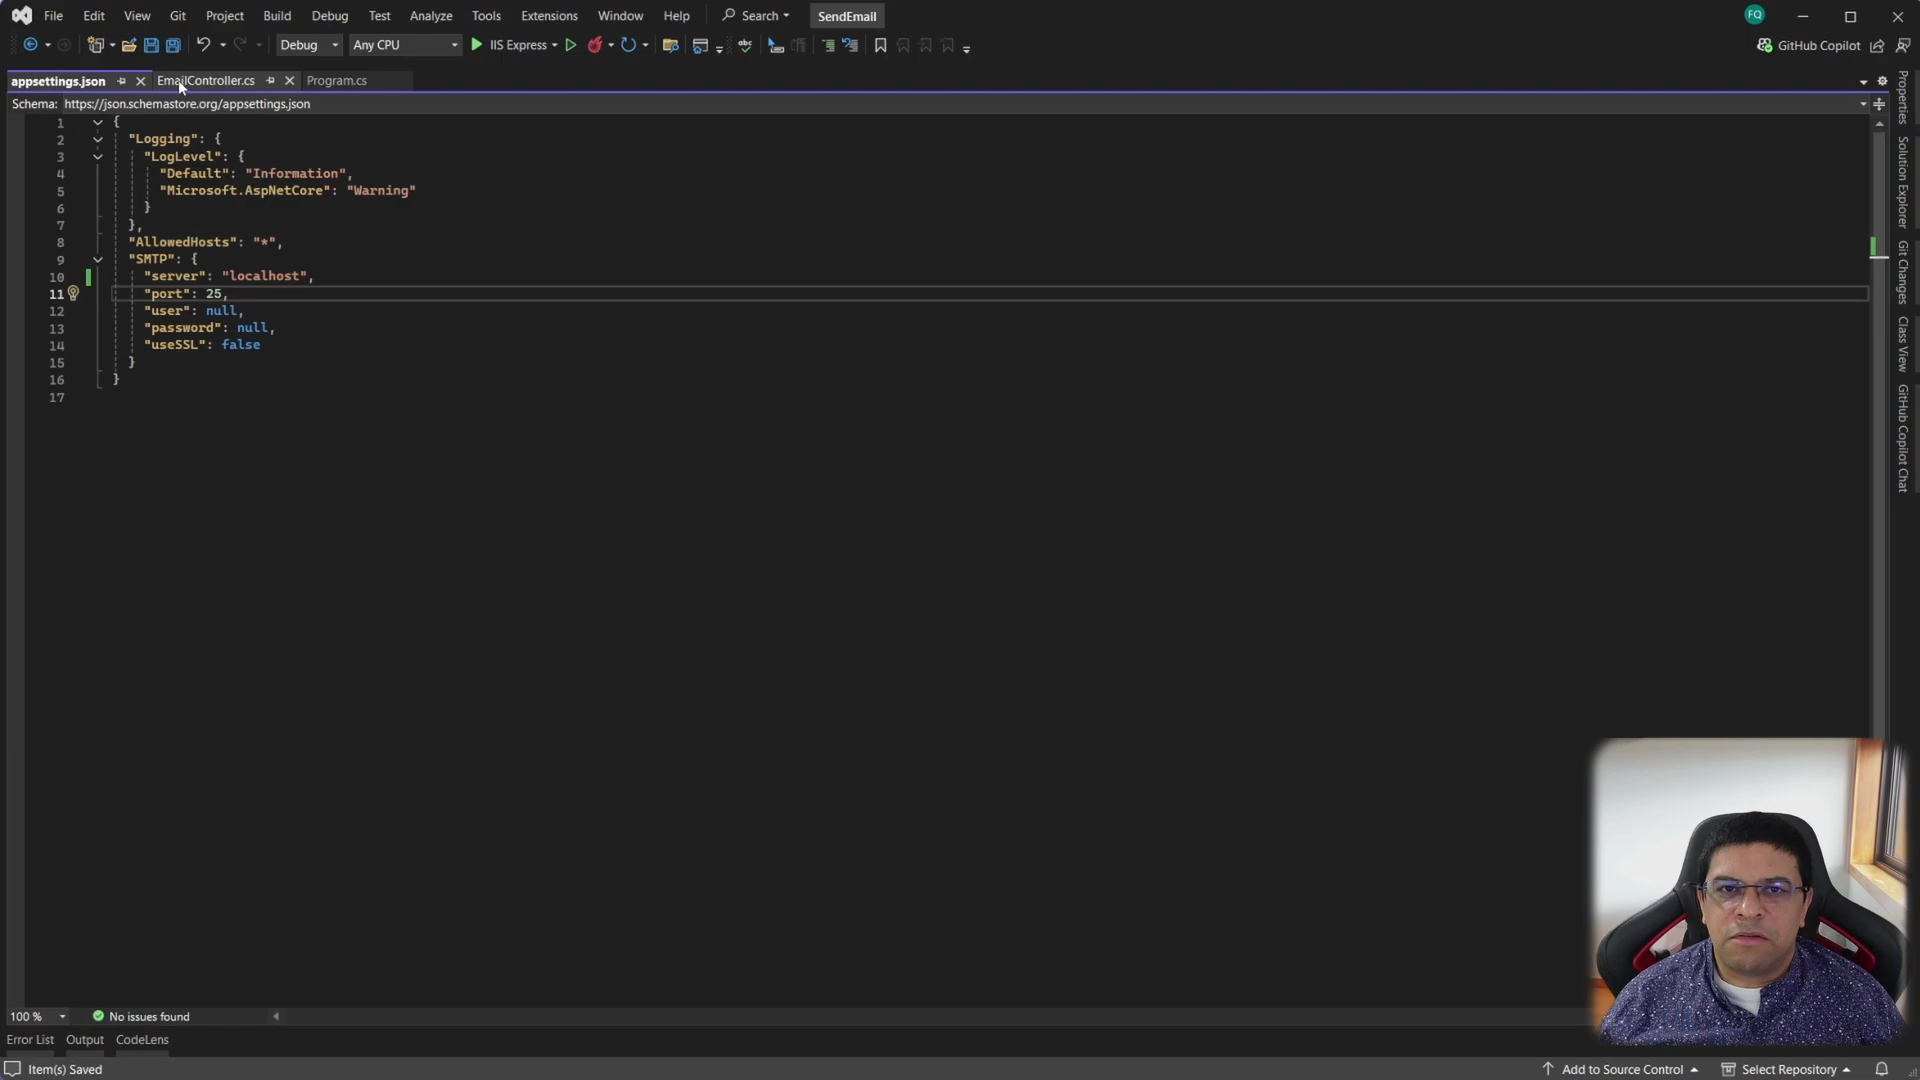 File Edit View Git Project Build Debug Test Analyze Tools Extensions Window Help Search SendEmail FQ
Debug Any CPU IIS Express abc GitHub Copilot
appsettings.json EmailController.cs Program.cs
Schema: https://json.schemastore.org/appsettings.json
1 {
2 "Logging": {
3 "LogLevel": {
4 "Default": "Information",
5 "Microsoft.AspNetCore": "Warning"
6 }
7 },
8 "AllowedHosts": "*",
9 "SMTP": {
10 "server": "localhost",
11 "port": 25,
12 "user": null,
13 "password": null,
14 "useSSL": false
15 }
16 }
17
Properties
Solution Explorer
Git Changes
Class View
GitHub Copilot Chat
100 % No issues found
Error List Output CodeLens
Item(s) Saved Add to Source Control Select Repository